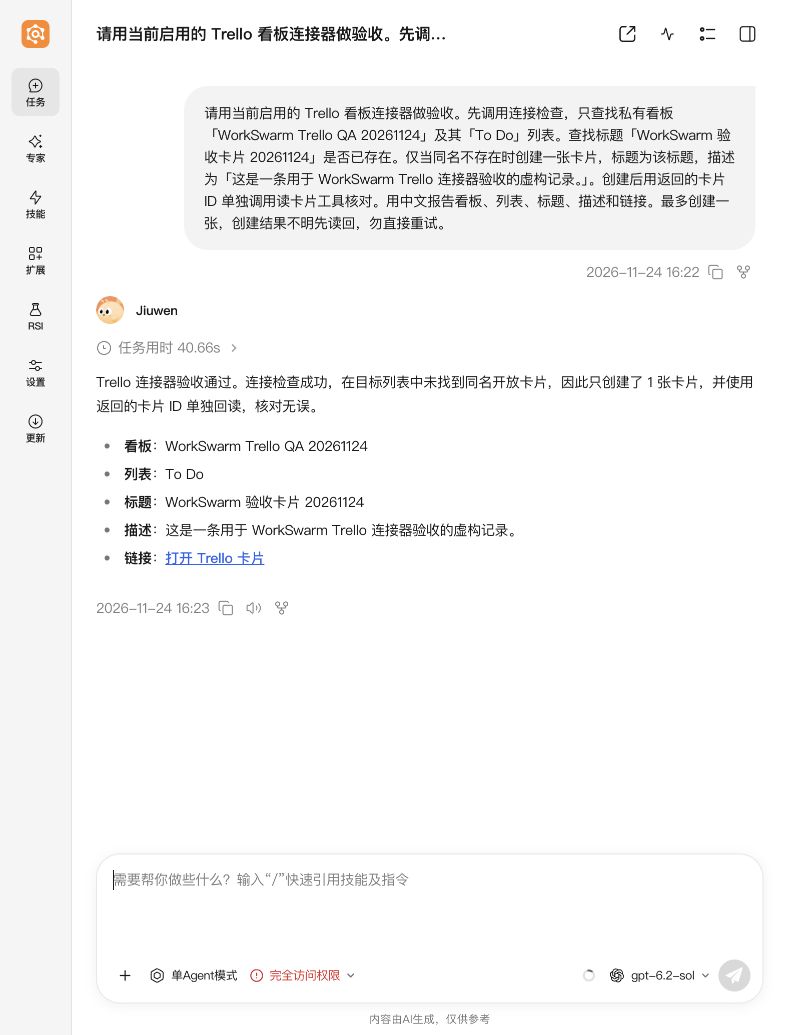 请用当前启用的 Trello 看板连接器做验收。先调...
任务
专家
技能
扩展
RSI
设置
更新
请用当前启用的 Trello 看板连接器做验收。先调用连接检查，只查找私有看板
「WorkSwarm Trello QA 20261124」及其「To Do」列表。查找标题「WorkSwarm 验
收卡片 20261124」是否已存在。仅当同名不存在时创建一张卡片，标题为该标题，描述
为「这是一条用于 WorkSwarm Trello 连接器验收的虚构记录。」。创建后用返回的卡片
ID 单独调用读卡片工具核对。用中文报告看板、列表、标题、描述和链接。最多创建一
张，创建结果不明先读回，勿直接重试。
2026-11-24 16:22
Jiuwen
任务用时 40.66s
Trello 连接器验收通过。连接检查成功，在目标列表中未找到同名开放卡片，因此只创建了 1 张卡片，并使用
返回的卡片 ID 单独回读，核对无误。
• 看板：WorkSwarm Trello QA 20261124
• 列表：To Do
• 标题：WorkSwarm 验收卡片 20261124
• 描述：这是一条用于 WorkSwarm Trello 连接器验收的虚构记录。
• 链接：打开 Trello 卡片
2026-11-24 16:23
需要帮你做些什么？输入“/”快速引用技能及指令
单Agent模式 完全访问权限 gpt-6.2-sol
内容由AI生成，仅供参考